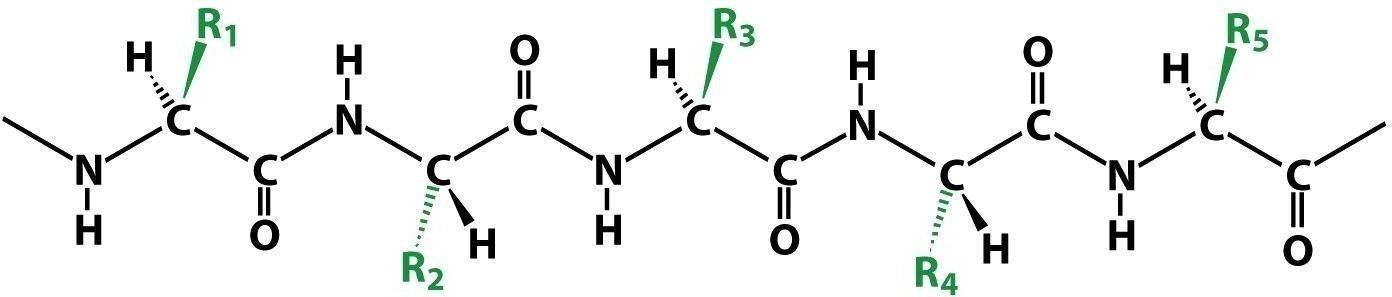 R₁ R₃ R₅
H H O H H O H
C N C N C N C N C
N C C N C C N C
H O R₂ H H O R₄ H H O